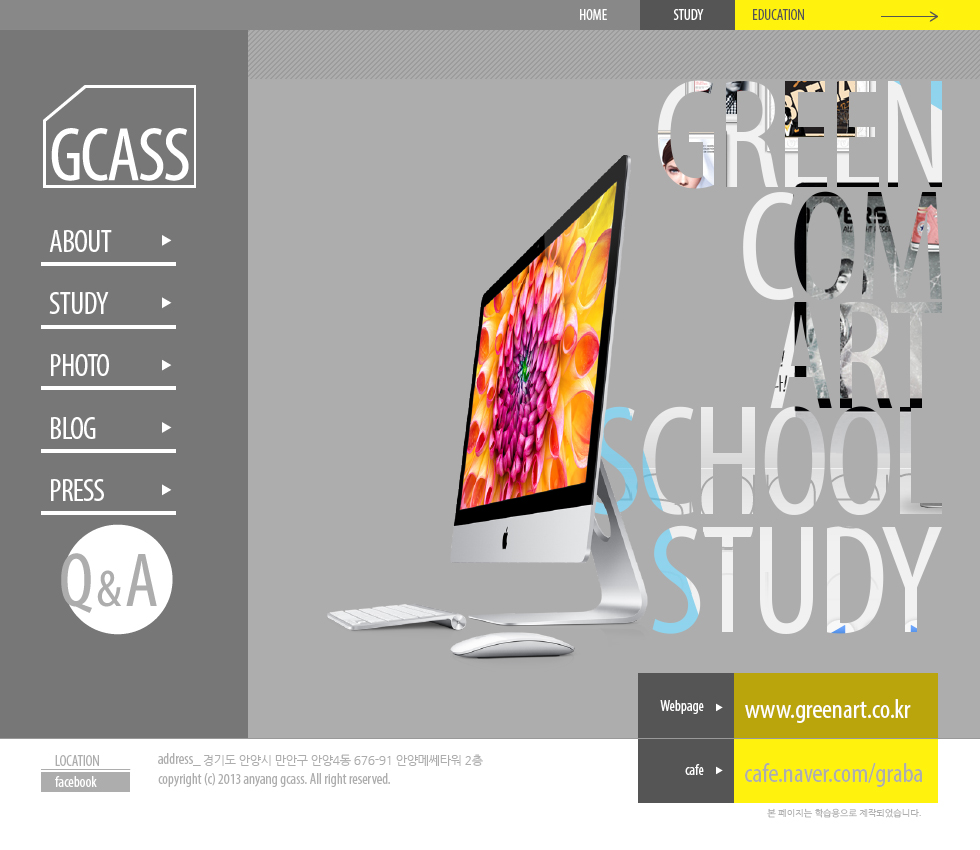 HOME STUDY EDUCATION
GCASS
ABOUT
STUDY
PHOTO
BLOG
PRESS
Q&A
GREEN
COM
ART
SCHOOL
STUDY
Webpage www.greenart.co.kr
cafe cafe.naver.com/graba
LOCATION
facebook
address_ 경기도 안양시 만안구 안양4동 676-91 안양메쎄타워 2층
copyright (c) 2013 anyang gcass. All right reserved.
본 페이지는 학습용으로 제작되었습니다.